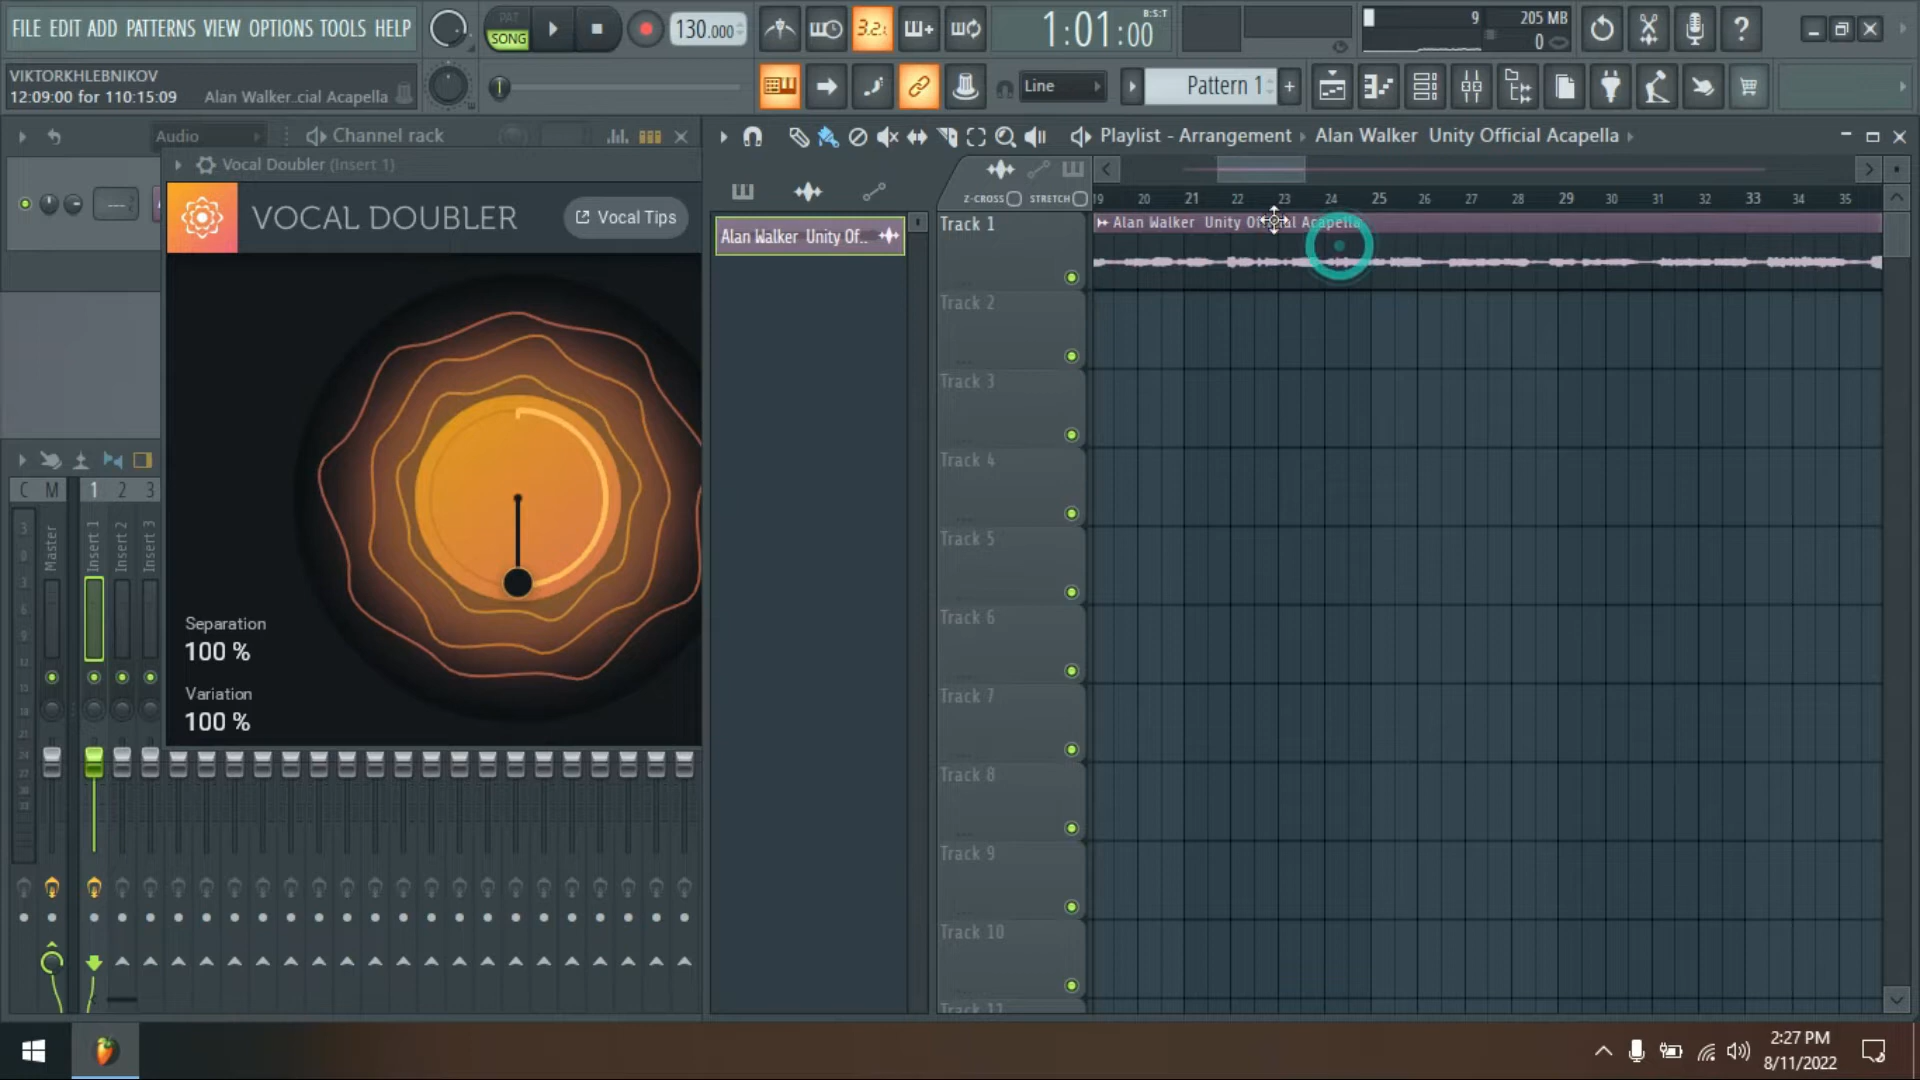 FILE EDIT ADD PATTERNS VIEW OPTIONS TOOLS HELP
PAT
SONG
130.000
3.2.
1:01:00
B:S:T
9
205 MB
0
VIKTORKHLEBNIKOV
12:09:00 for 110:15:09
Alan Walker..cial Acapella
Line
Pattern 1
Audio
Channel rack
Playlist - Arrangement
Alan Walker Unity Official Acapella
Vocal Doubler (Insert 1)
VOCAL DOUBLER
Vocal Tips
Z-CROSS
STRETCH
19 20 21 22 23 24 25 26 27 28 29 30 31 32 33 34 35
Alan Walker Unity Of..
Track 1
Alan Walker Unity Official Acapella
Track 2
Track 3
Track 4
Track 5
Track 6
Track 7
Track 8
Track 9
Track 10
Track 11
Separation
100 %
Variation
100 %
C M 1 2 3
Master
Insert 1
Insert 2
Insert 3
2:27 PM
8/11/2022